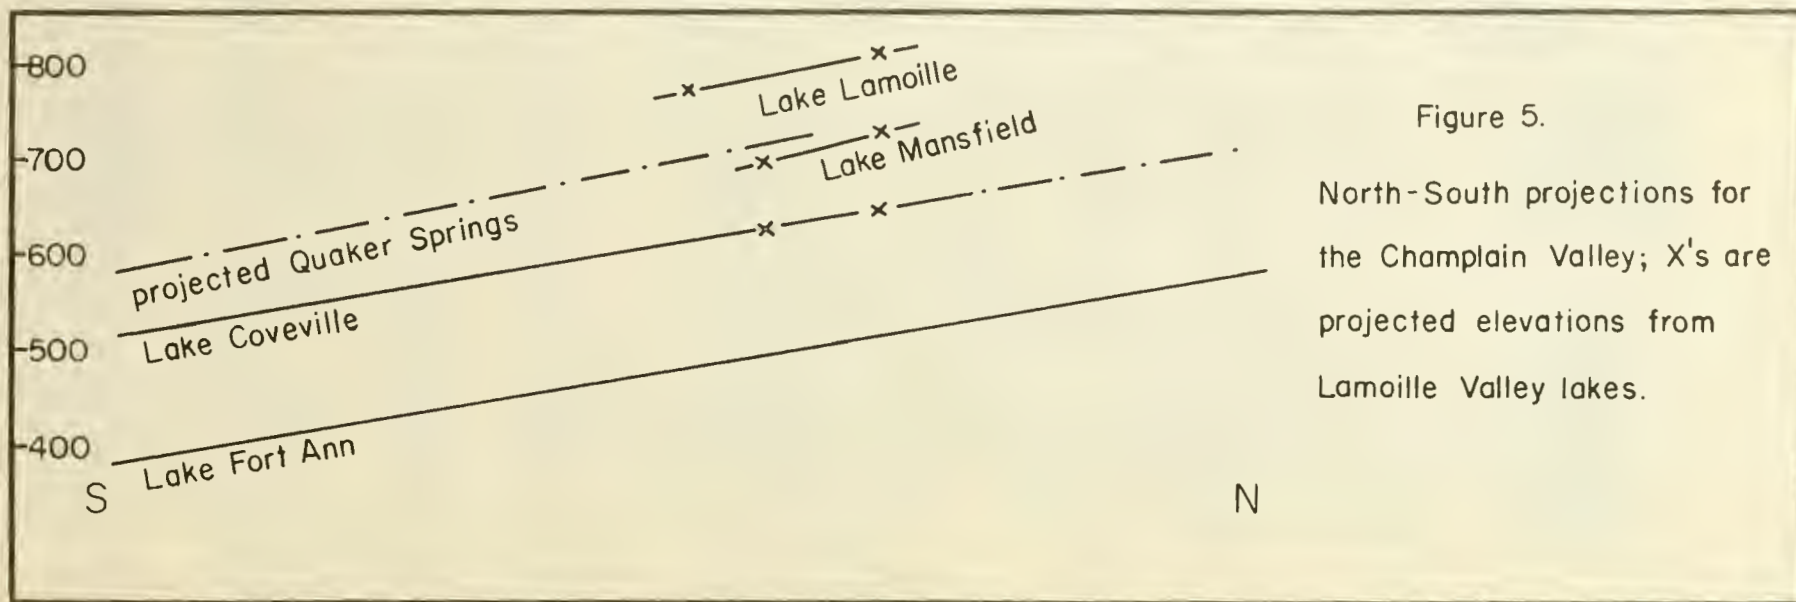 800
700
600
500
400
Lake Lamoille
Lake Mansfield
projected Quaker Springs
Lake Coveville
Lake Fort Ann
S
N
Figure 5.
North-South projections for
the Champlain Valley; X's are
projected elevations from
Lamoille Valley lakes.